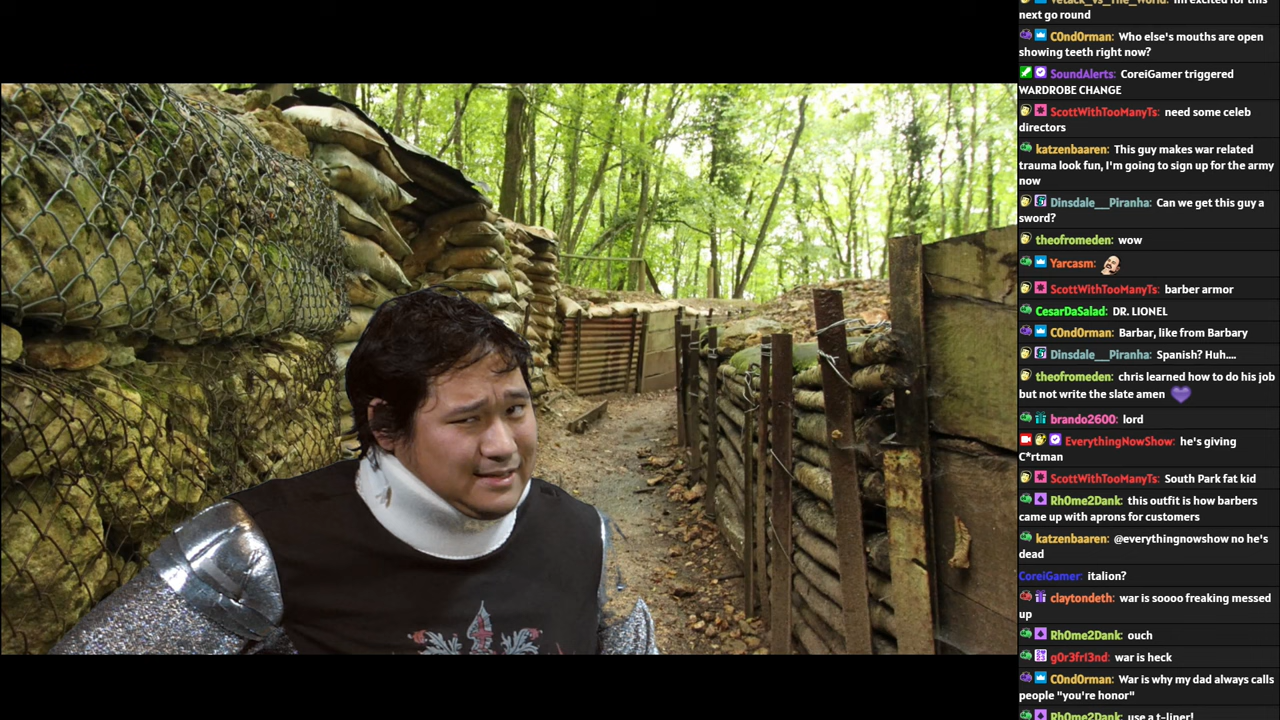 Vetack_Vs_The_World: im excited for this
next go round
C0nd0rman: Who else's mouths are open
showing teeth right now?
SoundAlerts: CoreiGamer triggered
WARDROBE CHANGE
ScottWithTooManyTs: need some celeb
directors
katzenbaaren: This guy makes war related
trauma look fun, I'm going to sign up for the army
now
Dinsdale__Piranha: Can we get this guy a
sword?
theofromeden: wow
Yarcasm:
ScottWithTooManyTs: barber armor
CesarDaSalad: DR. LIONEL
C0nd0rman: Barbar, like from Barbary
Dinsdale__Piranha: Spanish? Huh....
theofromeden: chris learned how to do his job
but not write the slate amen
brando2600: lord
EverythingNowShow: he's giving
C*rtman
ScottWithTooManyTs: South Park fat kid
Rh0me2Dank: this outfit is how barbers
came up with aprons for customers
katzenbaaren: @everythingnowshow no he's
dead
CoreiGamer: italion?
claytondeth: war is soooo freaking messed
up
Rh0me2Dank: ouch
g0r3frI3nd: war is heck
C0nd0rman: War is why my dad always calls
people "you're honor"
Rh0me2Dank: use a t-liner!